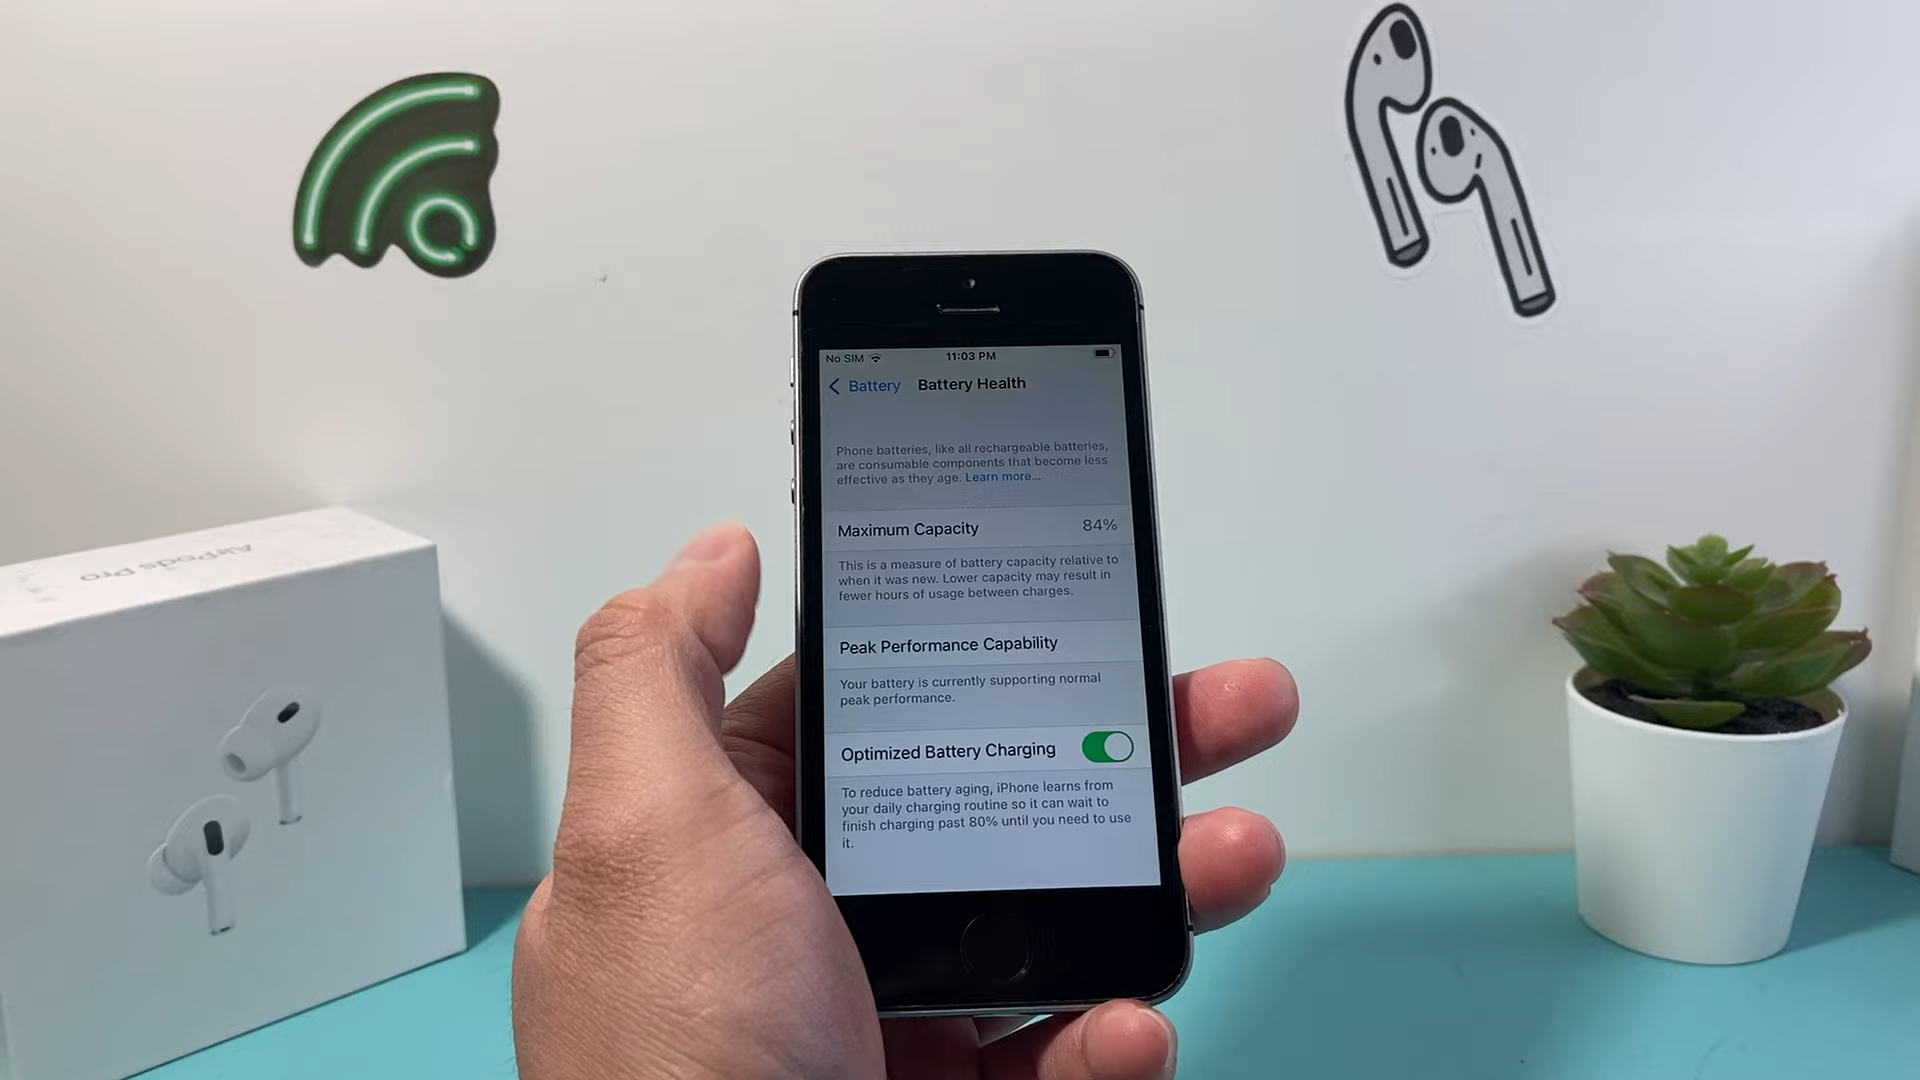 No SIM 11:03 PM
Battery Battery Health
Phone batteries, like all rechargeable batteries,
are consumable components that become less
effective as they age. Learn more...
Maximum Capacity 84%
This is a measure of battery capacity relative to
when it was new. Lower capacity may result in
fewer hours of usage between charges.
Peak Performance Capability
Your battery is currently supporting normal
peak performance.
Optimized Battery Charging
To reduce battery aging, iPhone learns from
your daily charging routine so it can wait to
finish charging past 80% until you need to use
it.
AirPods Pro